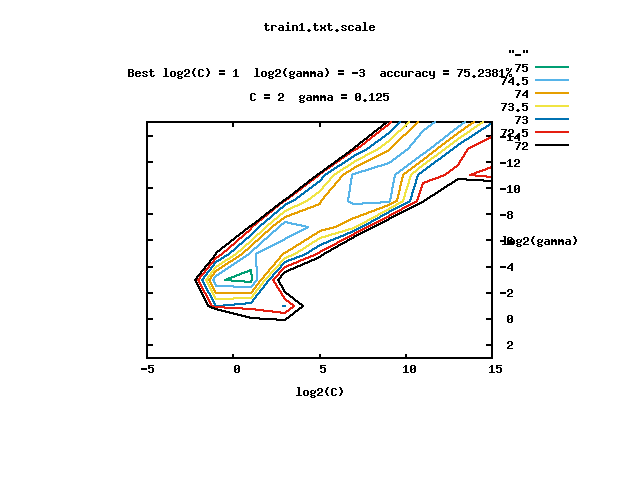 train1.txt.scale
"-"
Best log2(C) = 1  log2(gamma) = -3  accuracy = 75.2381%
75
74.5
C = 2  gamma = 0.125
74
73.5
73
72.5
-14
72
-12
-10
-8
-6
log2(gamma)
-4
-2
0
2
-5 0 5 10 15
log2(C)